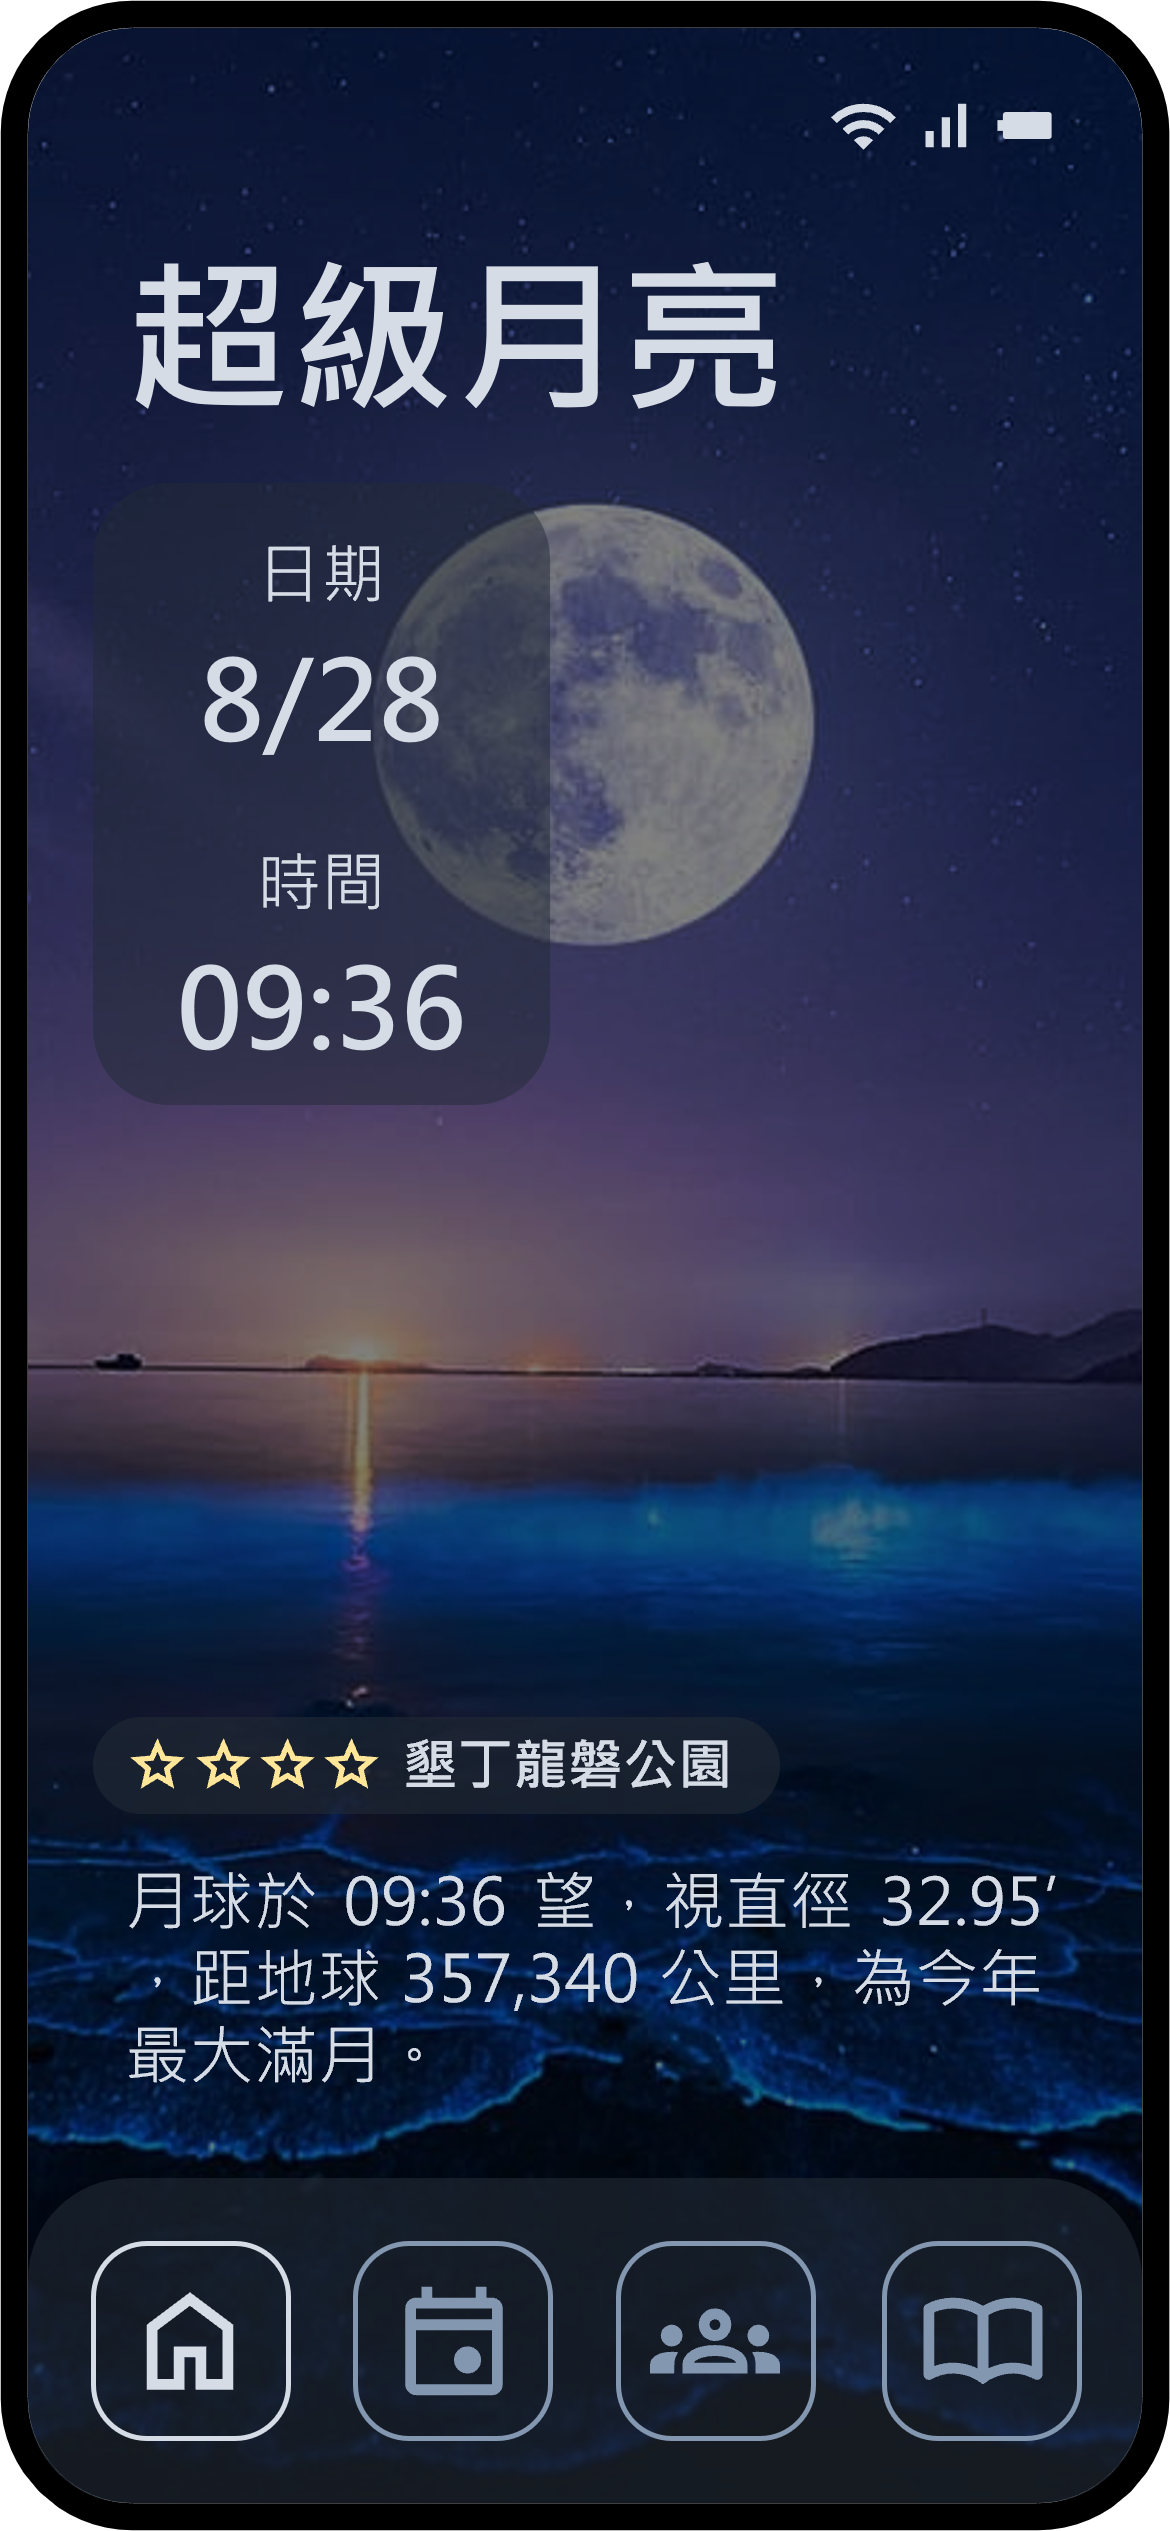 超級月亮
日期
8/28
時間
09:36
墾丁龍磐公園
月球於 09:36 望，視直徑 32.95’
，距地球 357,340 公里，為今年
最大滿月。